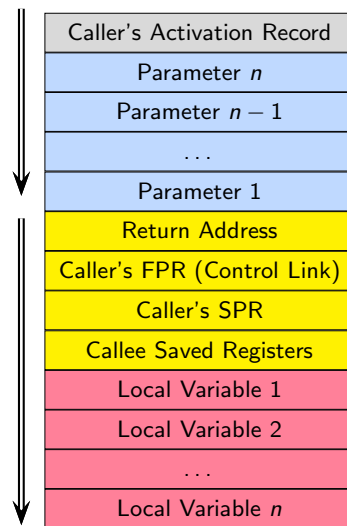 Caller's Activation Record
Parameter n
Parameter n − 1
...
Parameter 1
Return Address
Caller's FPR (Control Link)
Caller's SPR
Callee Saved Registers
Local Variable 1
Local Variable 2
...
Local Variable n